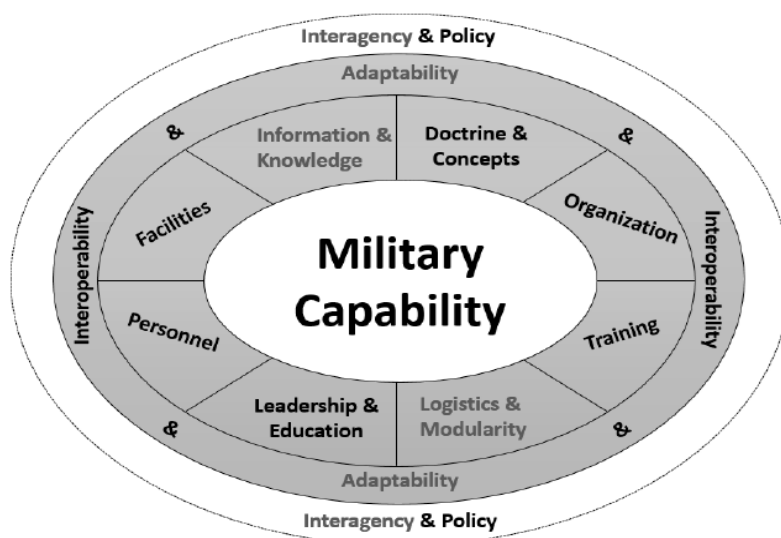 Interagency & Policy
Adaptability
&
&
Information &
Knowledge
Doctrine &
Concepts
Facilities
Organization
Interoperability
Military
Capability
Interoperability
Personnel
Training
Leadership &
Education
Logistics &
Modularity
&
&
Adaptability
Interagency & Policy